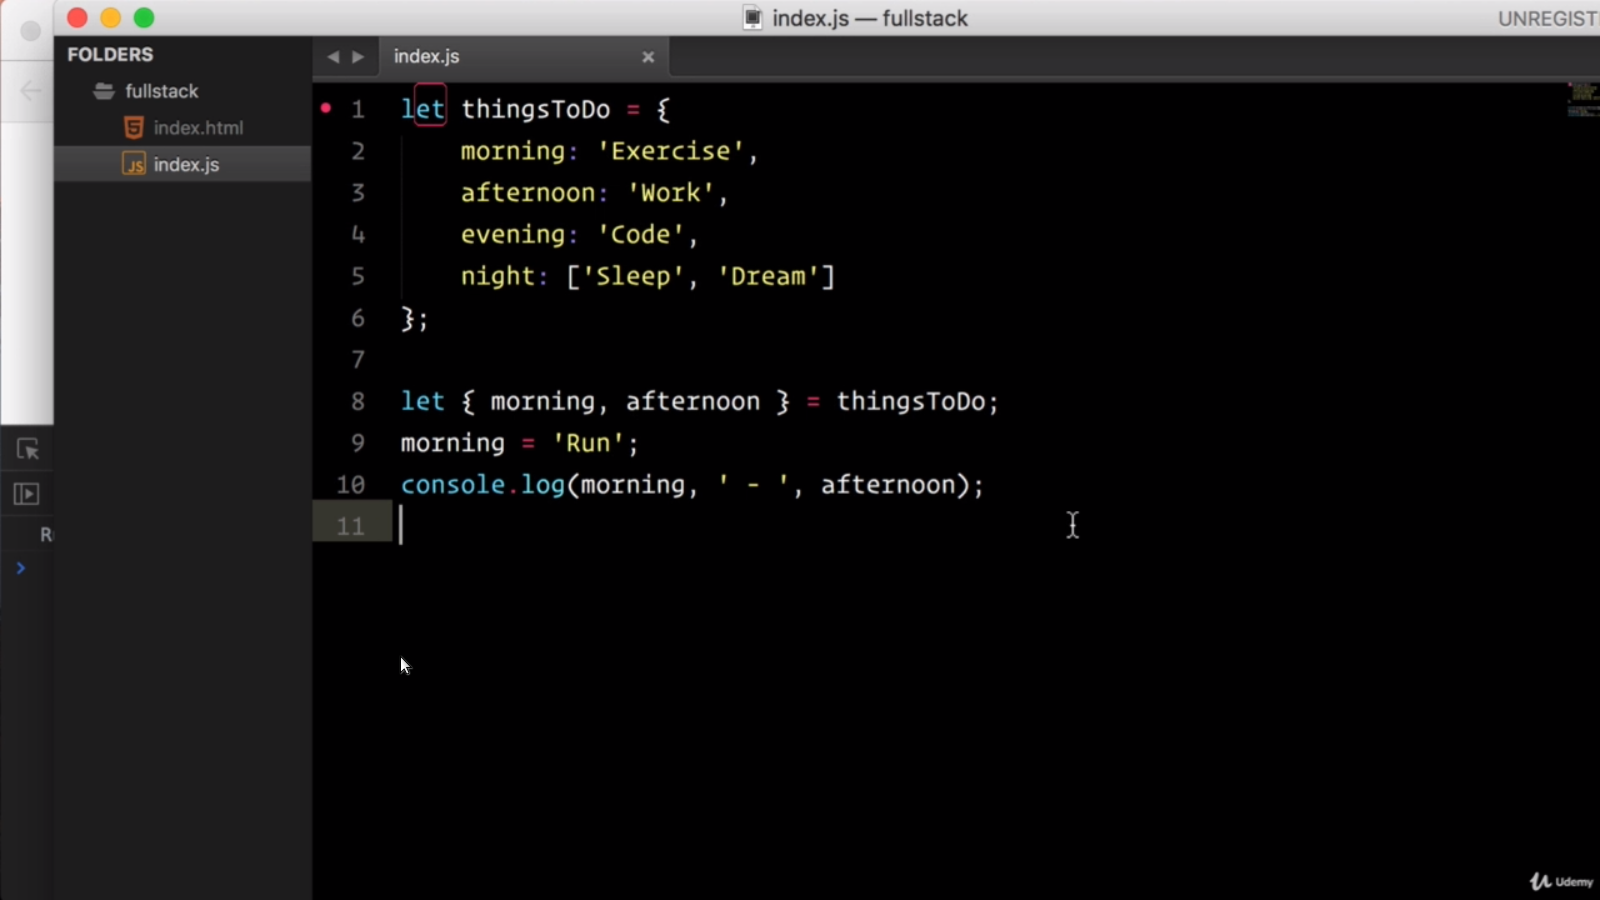 index.js — fullstack
UNREGIST
FOLDERS
fullstack
index.html
JS index.js
index.js
1 let thingsToDo = {
2 morning: 'Exercise',
3 afternoon: 'Work',
4 evening: 'Code',
5 night: ['Sleep', 'Dream']
6 };
7
8 let { morning, afternoon } = thingsToDo;
9 morning = 'Run';
10 console.log(morning, ' - ', afternoon);
11
Udemy